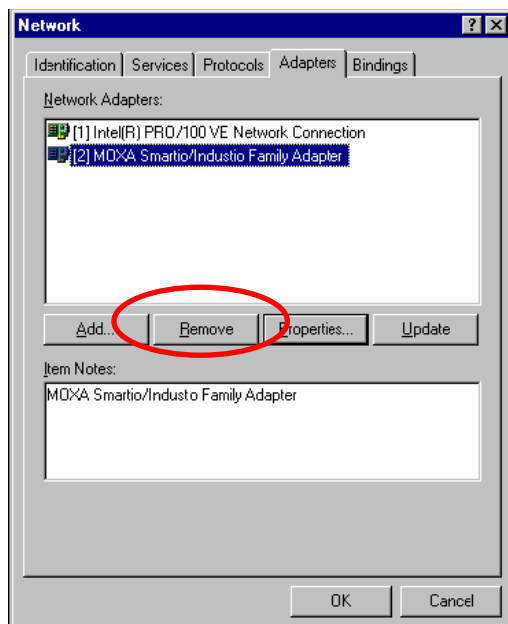 Network
Identification Services Protocols Adapters Bindings
Network Adapters:
[1] Intel(R) PRO/100 VE Network Connection
[2] MOXA Smartio/Industio Family Adapter
Add... Remove Properties... Update
Item Notes:
MOXA Smartio/Industo Family Adapter
OK Cancel